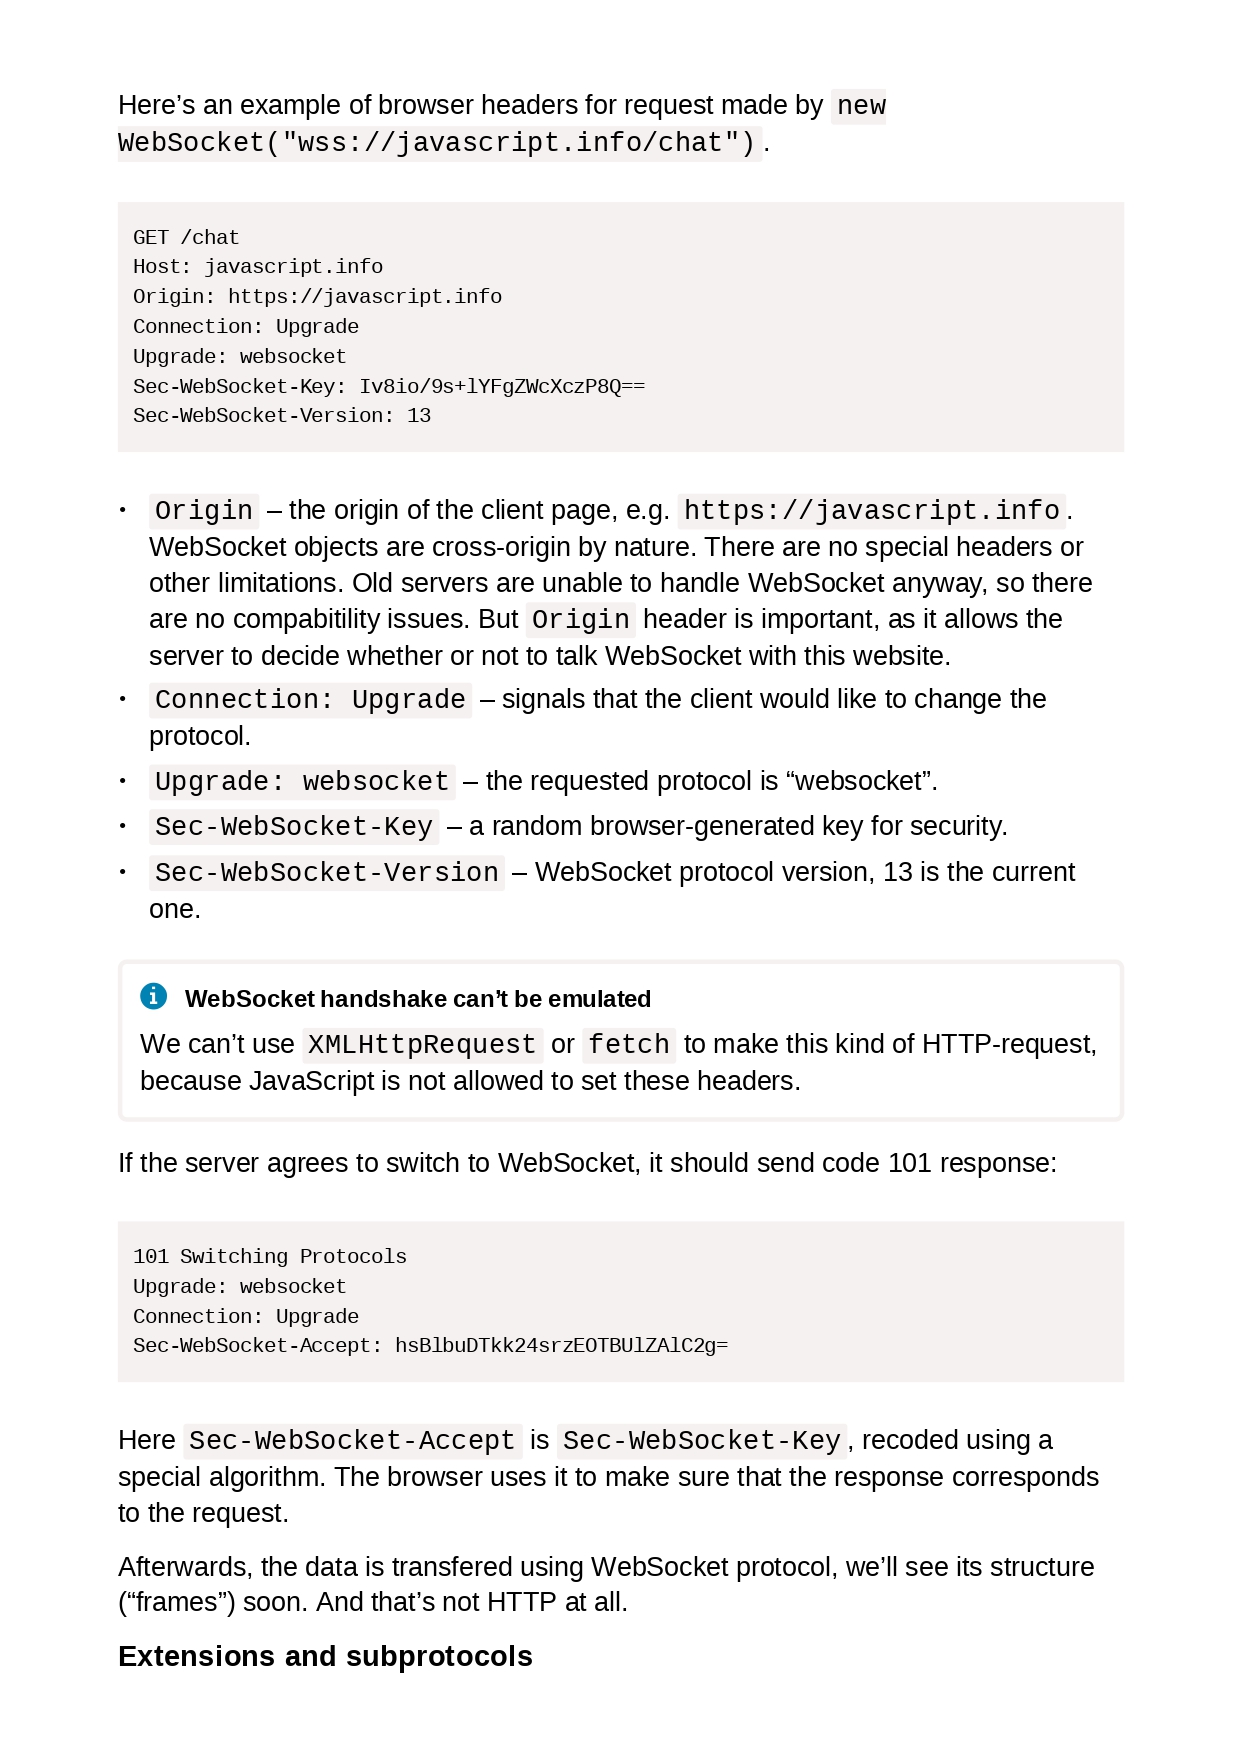 Here’s an example of browser headers for request made by new
WebSocket("wss://javascript.info/chat") .
GET /chat
Host: javascript.info
Origin: https://javascript.info
Connection: Upgrade
Upgrade: websocket
Sec-WebSocket-Key: Iv8io/9s+lYFgZWcXczP8Q==
Sec-WebSocket-Version: 13
• Origin – the origin of the client page, e.g. https://javascript.info .
WebSocket objects are cross-origin by nature. There are no special headers or
other limitations. Old servers are unable to handle WebSocket anyway, so there
are no compabitility issues. But Origin header is important, as it allows the
server to decide whether or not to talk WebSocket with this website.
• Connection: Upgrade – signals that the client would like to change the
protocol.
• Upgrade: websocket – the requested protocol is “websocket”.
• Sec-WebSocket-Key – a random browser-generated key for security.
• Sec-WebSocket-Version – WebSocket protocol version, 13 is the current
one.
WebSocket handshake can’t be emulated
We can’t use XMLHttpRequest or fetch to make this kind of HTTP-request,
because JavaScript is not allowed to set these headers.
If the server agrees to switch to WebSocket, it should send code 101 response:
101 Switching Protocols
Upgrade: websocket
Connection: Upgrade
Sec-WebSocket-Accept: hsBlbuDTkk24srzEOTBUlZAlC2g=
Here Sec-WebSocket-Accept is Sec-WebSocket-Key , recoded using a
special algorithm. The browser uses it to make sure that the response corresponds
to the request.
Afterwards, the data is transfered using WebSocket protocol, we’ll see its structure
(“frames”) soon. And that’s not HTTP at all.
Extensions and subprotocols